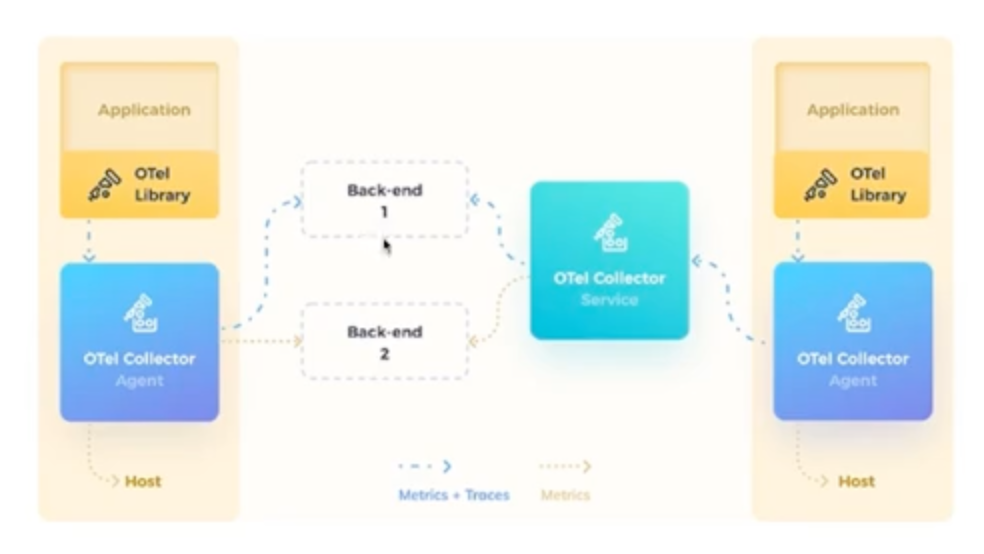 Application
OTel
Library
OTel Collector
Agent
Host
Back-end
1
Back-end
2
OTel Collector
Service
Metrics + Traces
Metrics
Application
OTel
Library
OTel Collector
Agent
Host